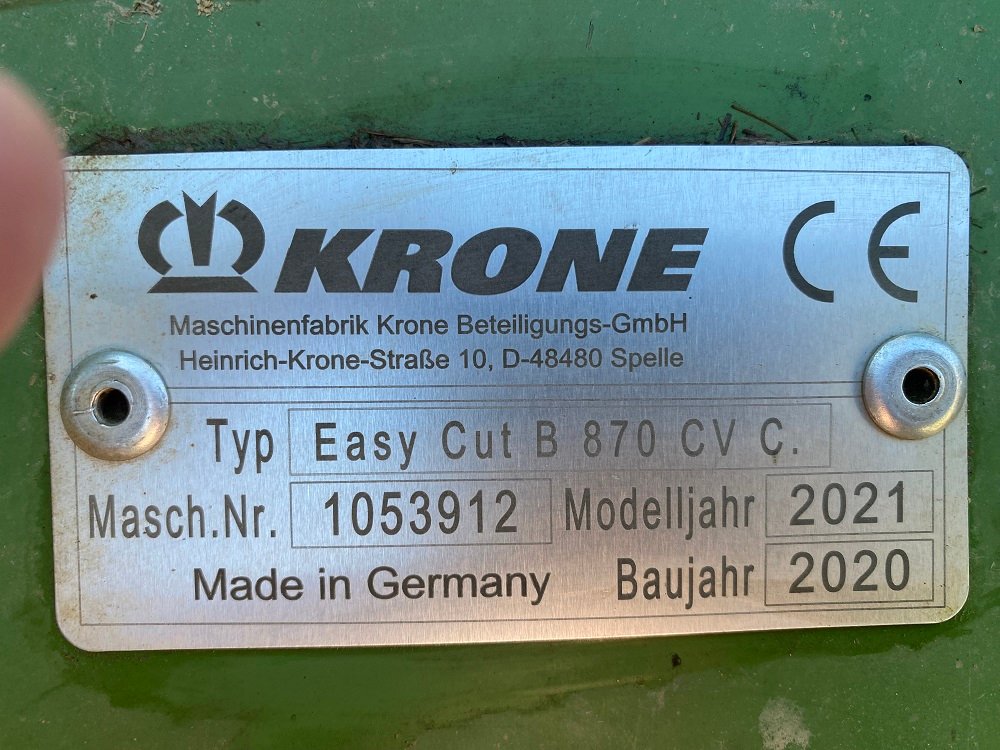 KRONE CE
Maschinenfabrik Krone Beteiligungs-GmbH
Heinrich-Krone-Straße 10, D-48480 Spelle
Typ Easy Cut B 870 CV C.
Masch.Nr. 1053912 Modelljahr 2021
Made in Germany Baujahr 2020